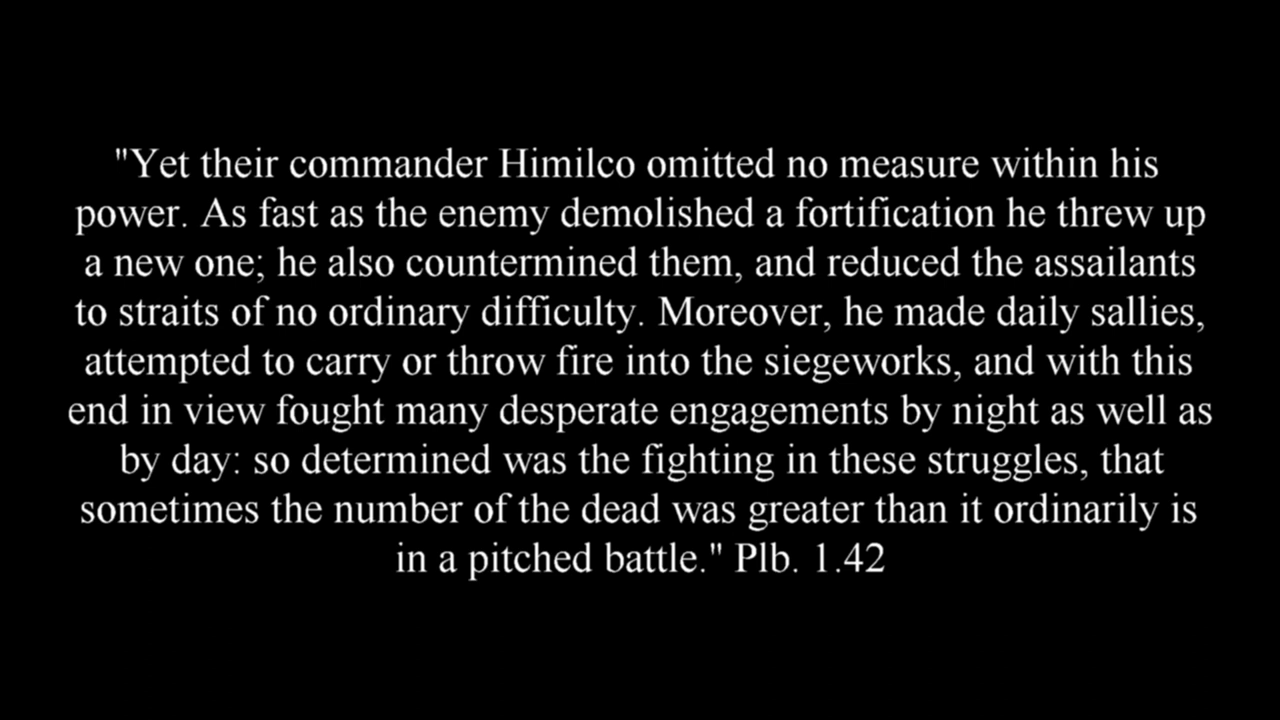 "Yet their commander Himilco omitted no measure within his
power. As fast as the enemy demolished a fortification he threw up
a new one; he also countermined them, and reduced the assailants
to straits of no ordinary difficulty. Moreover, he made daily sallies,
attempted to carry or throw fire into the siegeworks, and with this
end in view fought many desperate engagements by night as well as
by day: so determined was the fighting in these struggles, that
sometimes the number of the dead was greater than it ordinarily is
in a pitched battle." Plb. 1.42